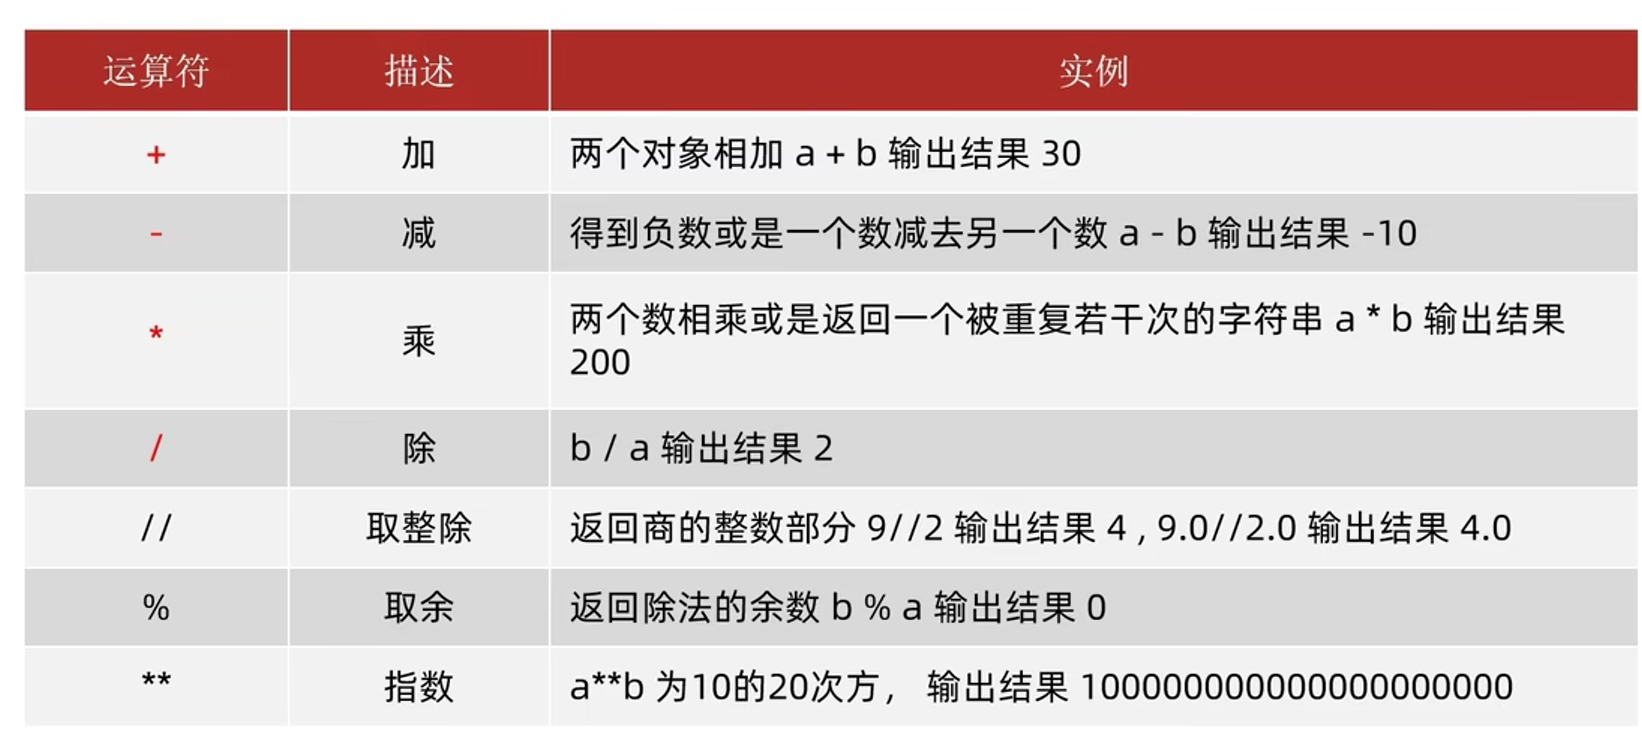 运算符 描述 实例
+ 加 两个对象相加 a + b 输出结果 30
- 减 得到负数或是一个数减去另一个数 a - b 输出结果 -10
* 乘 两个数相乘或是返回一个被重复若干次的字符串 a * b 输出结果
200
/ 除 b / a 输出结果 2
// 取整除 返回商的整数部分 9//2 输出结果 4 , 9.0//2.0 输出结果 4.0
% 取余 返回除法的余数 b % a 输出结果 0
** 指数 a**b 为10的20次方， 输出结果 100000000000000000000